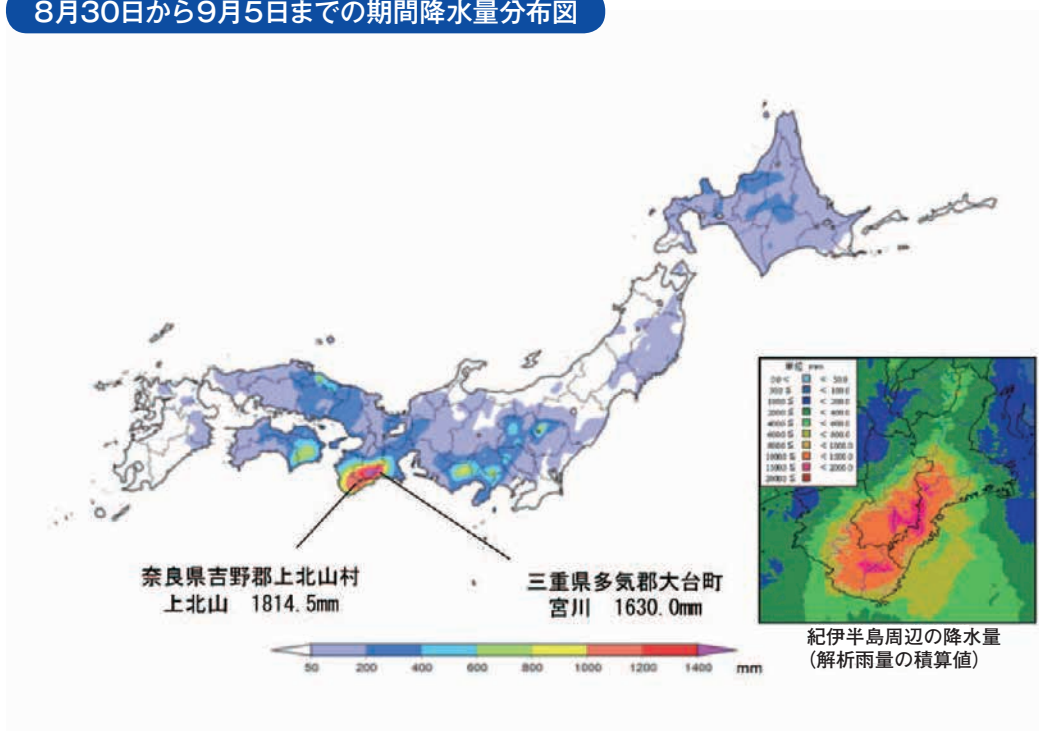 8月30日から9月5日までの期間降水量分布図
単位 mm
奈良県吉野郡上北山村
上北山 1814.5mm
三重県多気郡大台町
宮川 1630.0mm
紀伊半島周辺の降水量
(解析雨量の積算値)
50 200 400 600 800 1000 1200 1400 mm